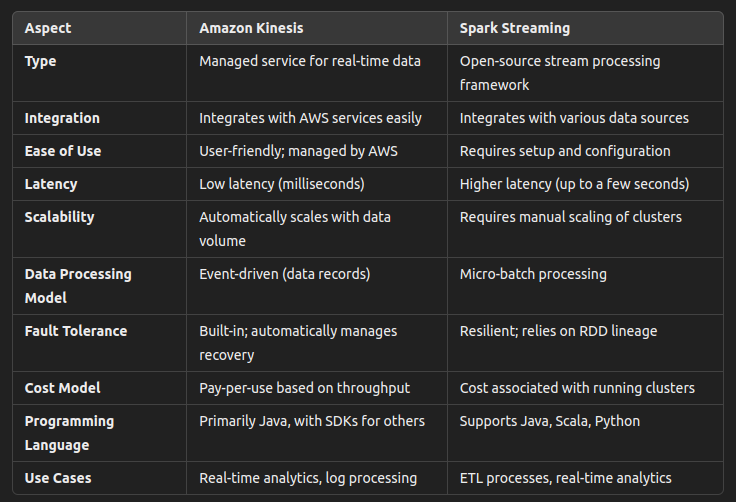 Aspect Amazon Kinesis Spark Streaming
Type Managed service for real-time data Open-source stream processing
framework
Integration Integrates with AWS services easily Integrates with various data sources
Ease of Use User-friendly; managed by AWS Requires setup and configuration
Latency Low latency (milliseconds) Higher latency (up to a few seconds)
Scalability Automatically scales with data Requires manual scaling of clusters
volume
Data Processing Event-driven (data records) Micro-batch processing
Model
Fault Tolerance Built-in; automatically manages Resilient; relies on RDD lineage
recovery
Cost Model Pay-per-use based on throughput Cost associated with running clusters
Programming Primarily Java, with SDKs for others Supports Java, Scala, Python
Language
Use Cases Real-time analytics, log processing ETL processes, real-time analytics